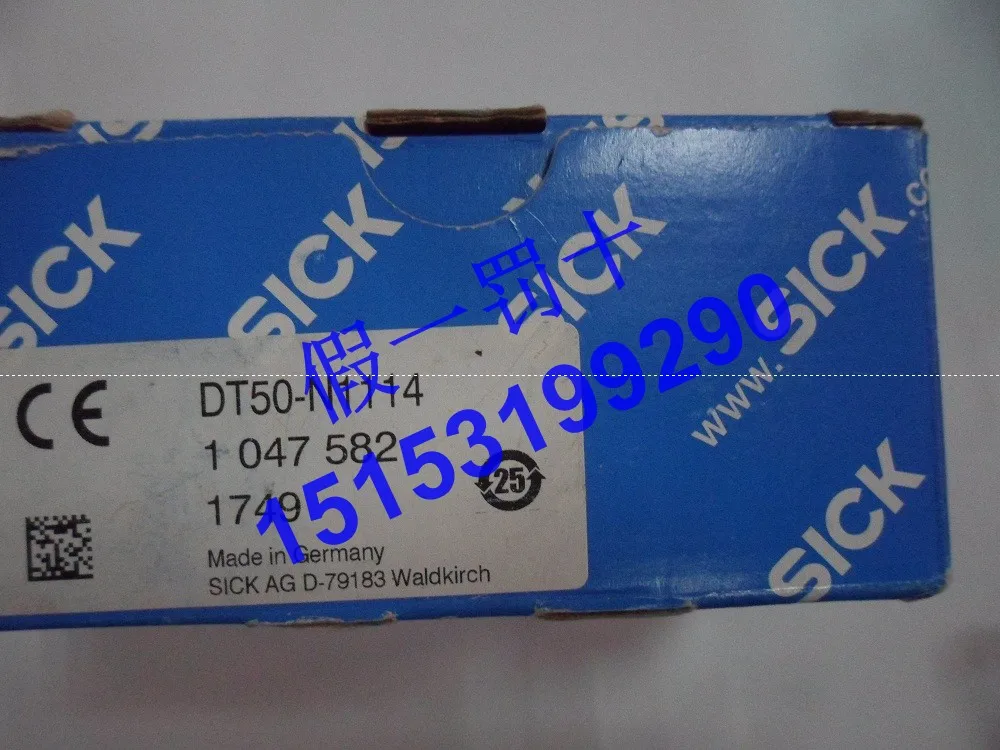 SICK
SICK
SICK
www.SICK.co
SICK
假一罚十
15153199290
CE
DT50-N1114
1 047 582
1749
25
Made in Germany
SICK AG D-79183 Waldkirch